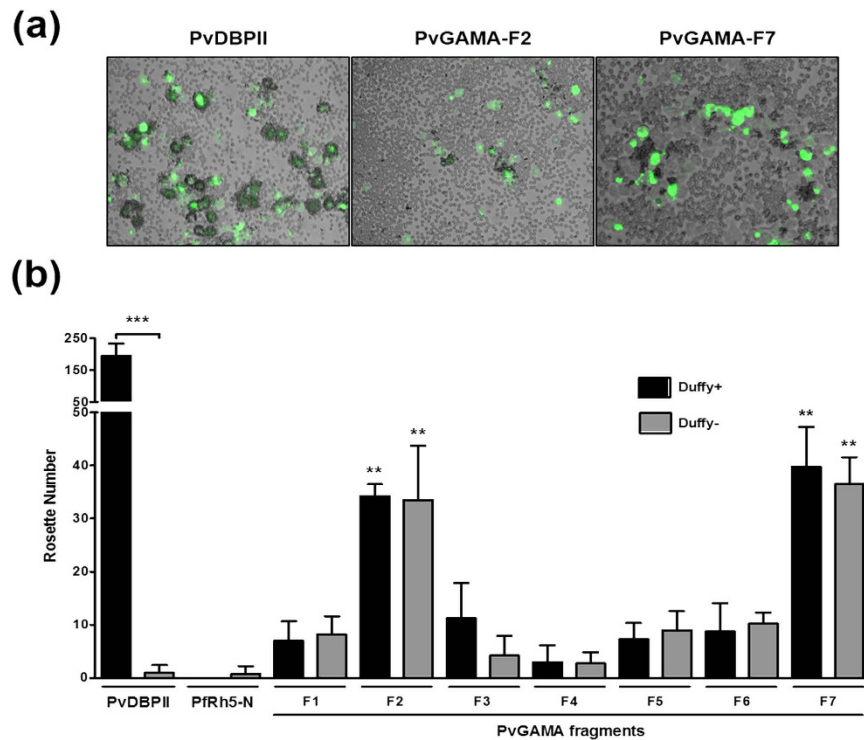 (a)
PvDBPII PvGAMA-F2 PvGAMA-F7
(b)
Rosette Number
250
150
50
50
40
30
20
10
0
***
** **
** **
Duffy+
Duffy-
PvDBPII PfRh5-N F1 F2 F3 F4 F5 F6 F7
PvGAMA fragments